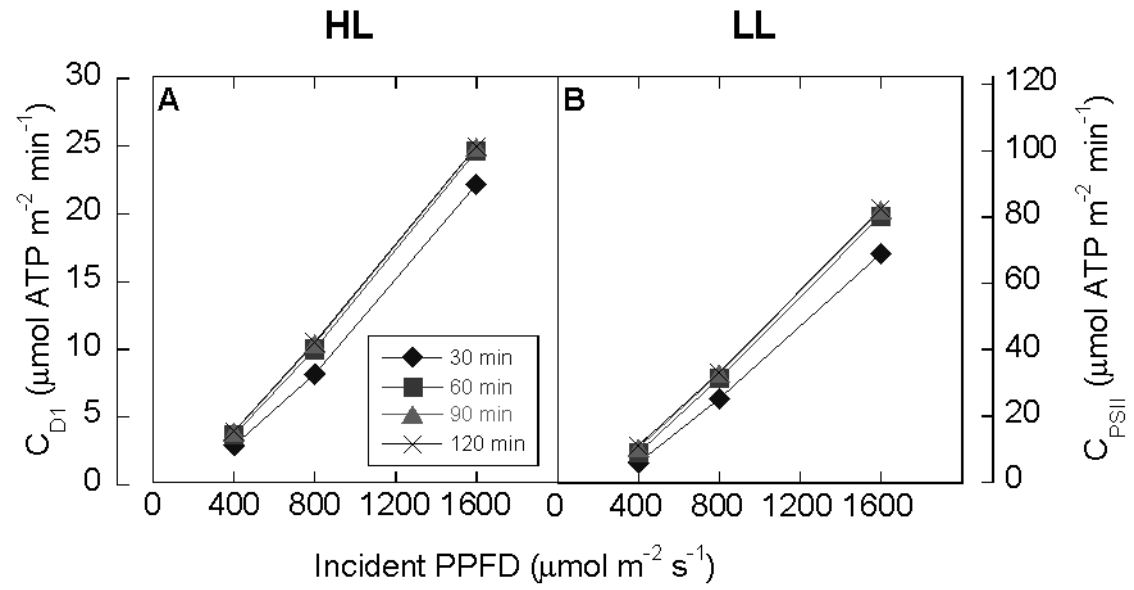 HL LL
A
B
30
25
20
15
10
5
0
C_D1 (μmol ATP m⁻² min⁻¹)
30 min
60 min
90 min
120 min
120
100
80
60
40
20
0
C_PSII (μmol ATP m⁻² min⁻¹)
0 400 800 1200 1600 0 400 800 1200 1600
Incident PPFD (μmol m⁻² s⁻¹)